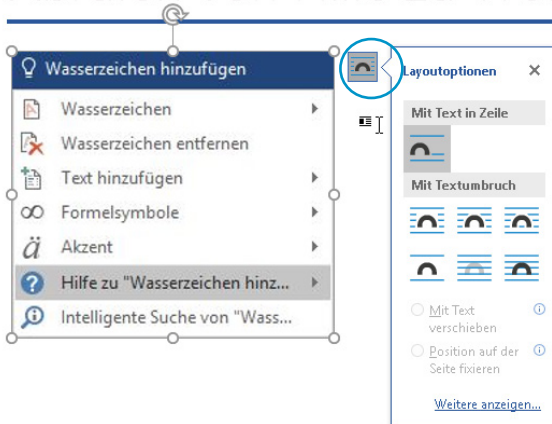 Wasserzeichen hinzufügen
Wasserzeichen
Wasserzeichen entfernen
Text hinzufügen
Formelsymbole
ä Akzent
Hilfe zu "Wasserzeichen hinz...
Intelligente Suche von "Wass...
Layoutoptionen
Mit Text in Zeile
Mit Textumbruch
Mit Text
verschieben
Position auf der
Seite fixieren
Weitere anzeigen...